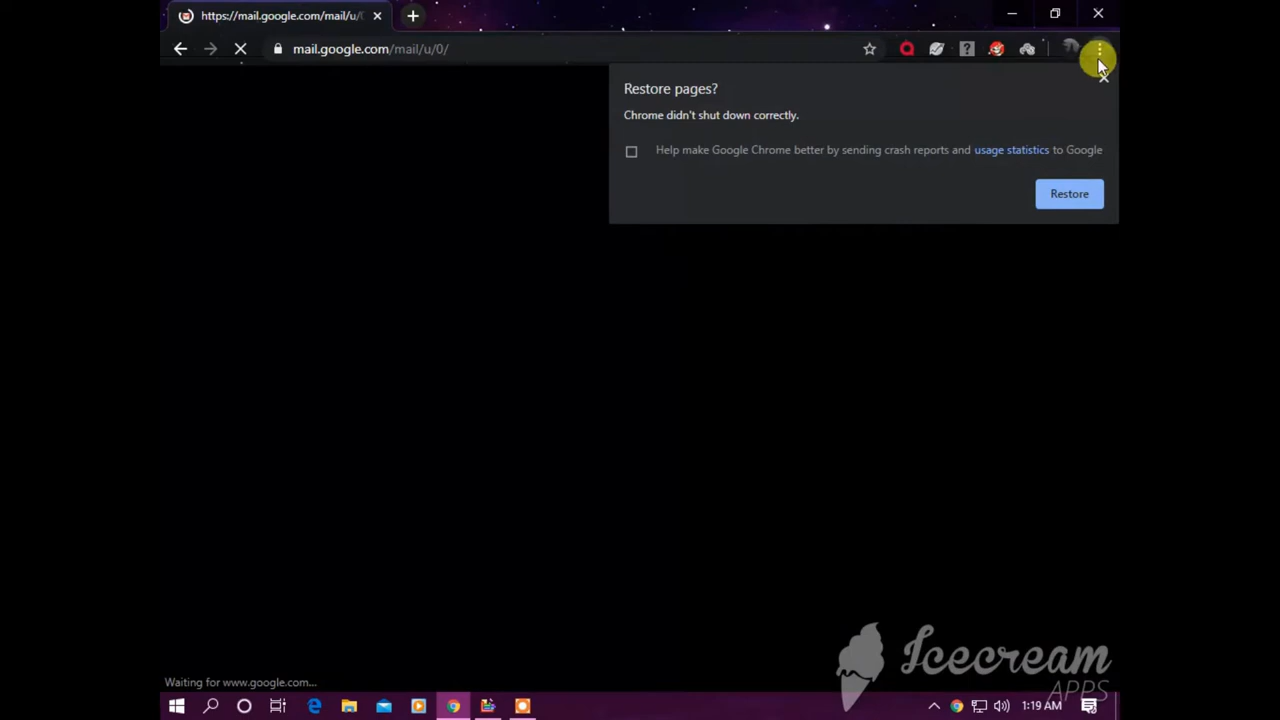 https://mail.google.com/mail/u/0
mail.google.com/mail/u/0/
Restore pages?
Chrome didn't shut down correctly.
Help make Google Chrome better by sending crash reports and usage statistics to Google
Restore
Icecream
APPS
Waiting for www.google.com...
1:19 AM